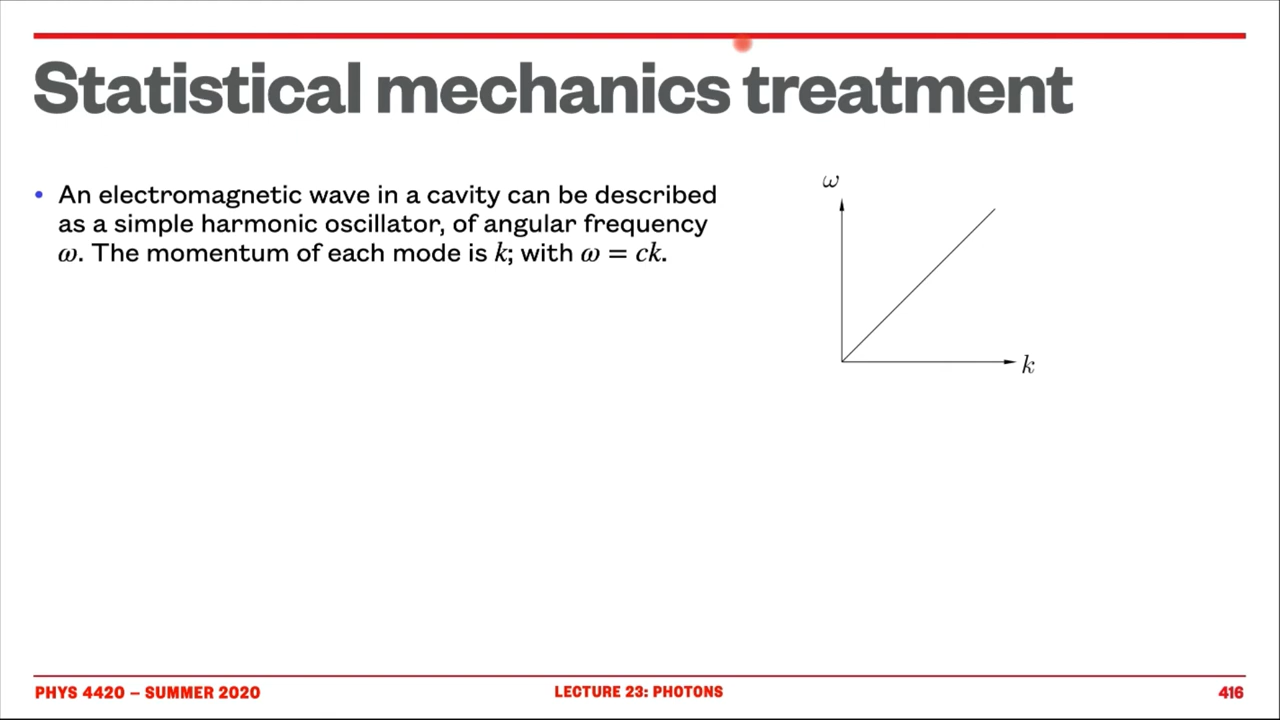 Statistical mechanics treatment
• An electromagnetic wave in a cavity can be described
as a simple harmonic oscillator, of angular frequency
ω. The momentum of each mode is k; with ω = ck.
ω
k
PHYS 4420 – SUMMER 2020
LECTURE 23: PHOTONS
416